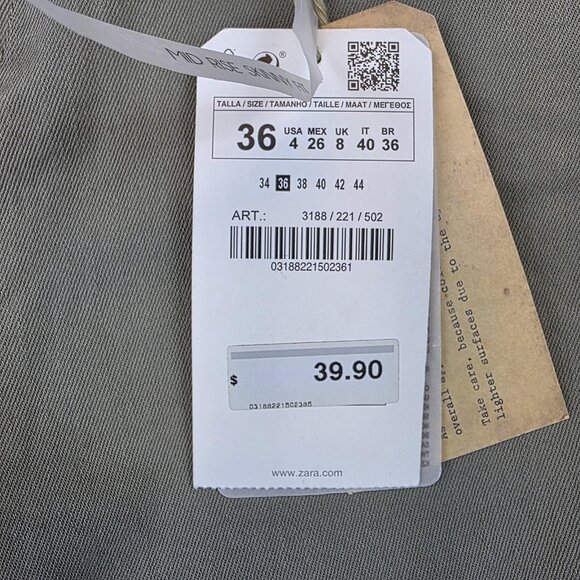 MID RISE SKINNY FIT
®
TALLA / SIZE / TAMANHO / TAILLE / MAAT / ΜΕΓΕΘΟΣ
36 USA MEX UK IT BR
4 26 8 40 36
34 36 38 40 42 44
ART.: 3188 / 221 / 502
03188221502361
$ 39.90
03188221502385
www.zara.com
overall
Take care, because
lighter surfaces due to the